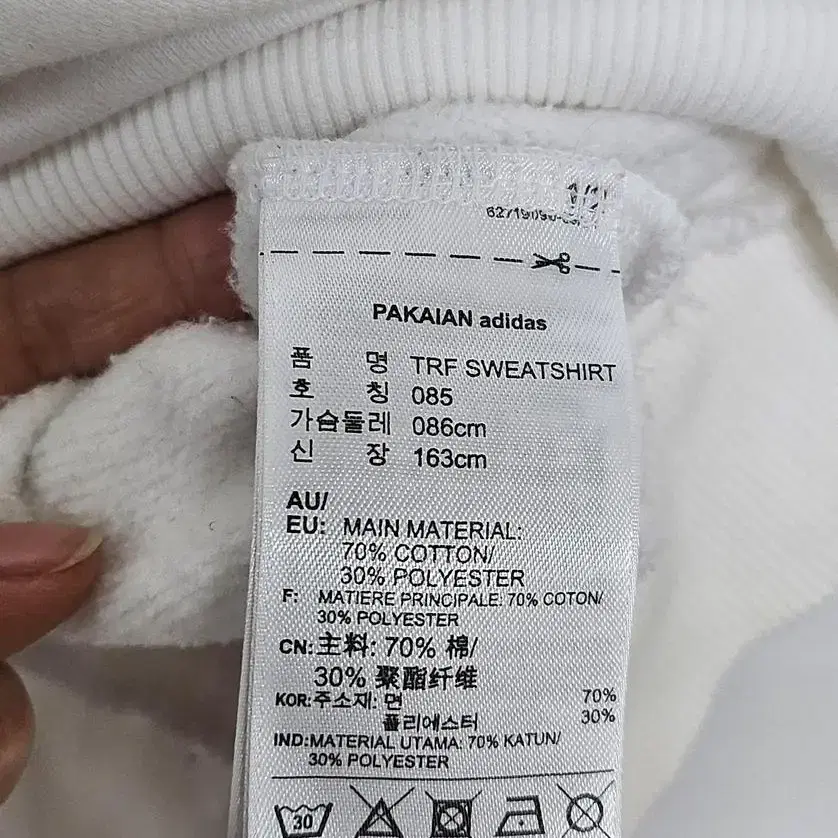 PAKAIAN adidas
품 명 TRF SWEATSHIRT
호 칭 085
가슴둘레 086cm
신 장 163cm
AU/
EU: MAIN MATERIAL:
70% COTTON/
30% POLYESTER
F: MATIERE PRINCIPALE: 70% COTON/
30% POLYESTER
CN:主料: 70% 棉/
30% 聚酯纤维
KOR:주소재: 면 70%
폴리에스터 30%
IND:MATERIAL UTAMA: 70% KATUN/
30% POLYESTER
30